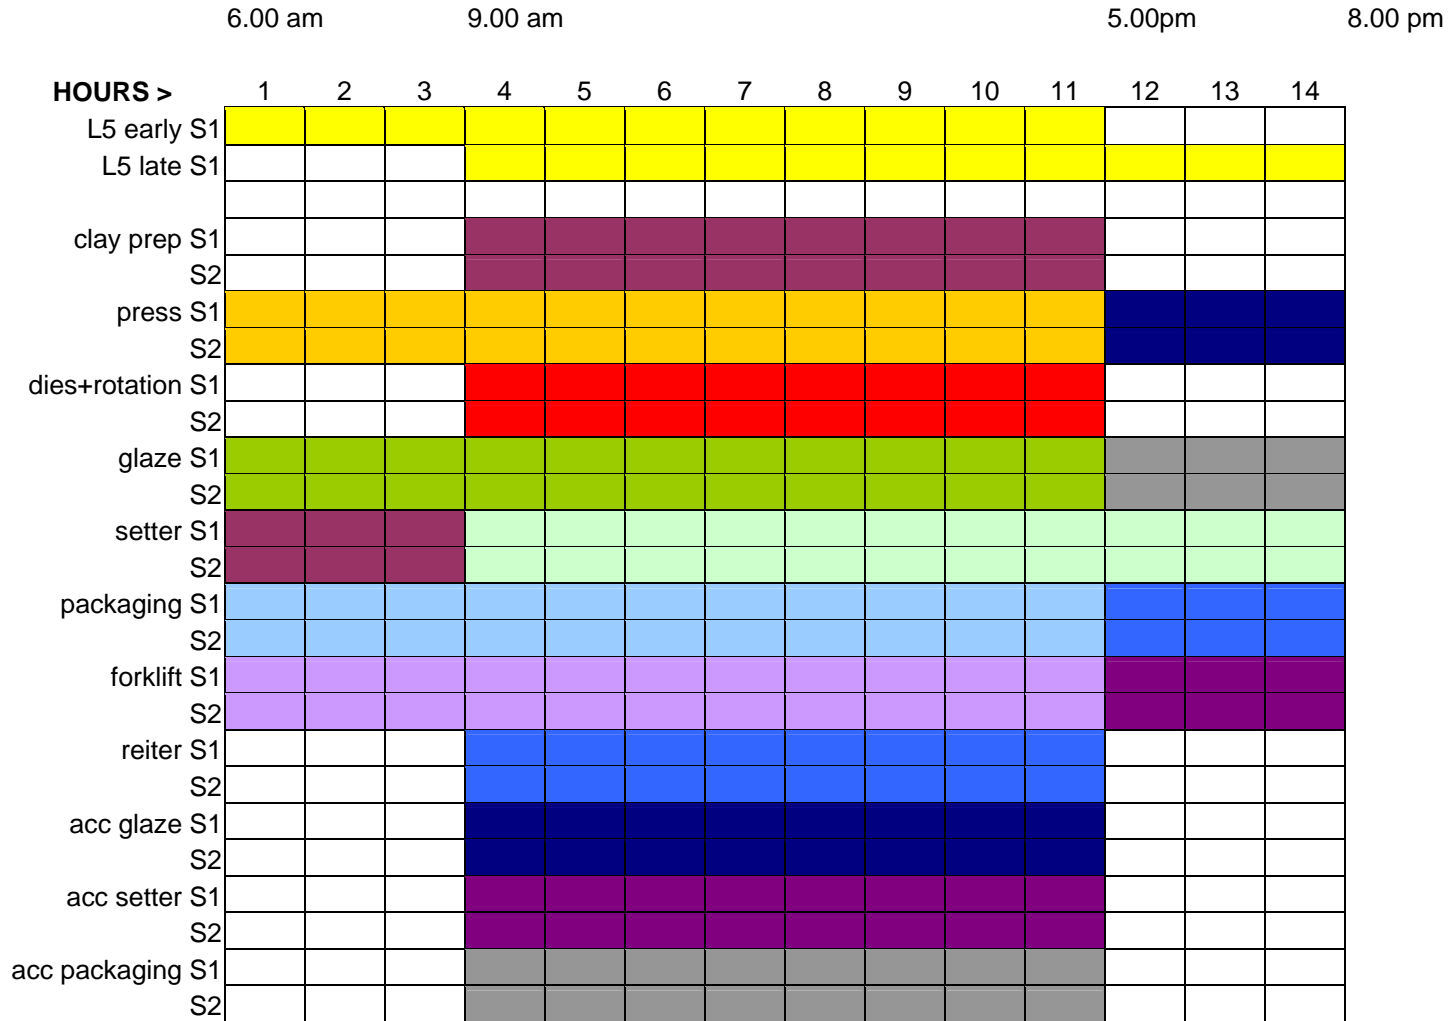 6.00 am 9.00 am 5.00pm 8.00 pm
HOURS > 1 2 3 4 5 6 7 8 9 10 11 12 13 14
L5 early S1
L5 late S1
clay prep S1
S2
press S1
S2
dies+rotation S1
S2
glaze S1
S2
setter S1
S2
packaging S1
S2
forklift S1
S2
reiter S1
S2
acc glaze S1
S2
acc setter S1
S2
acc packaging S1
S2